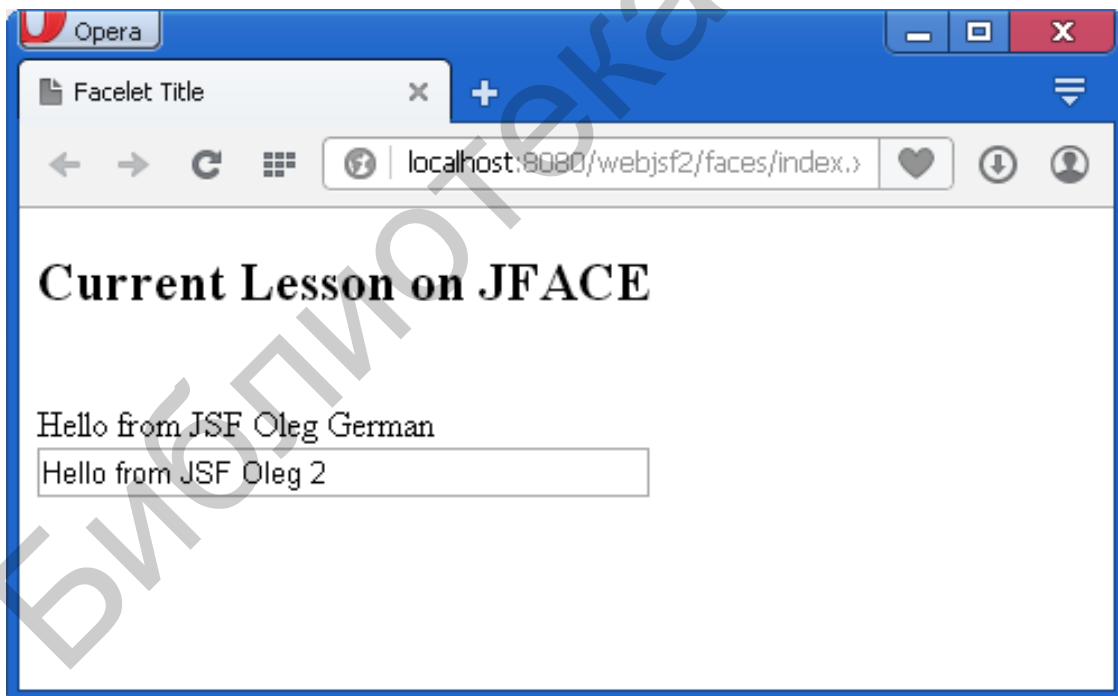 Opera
Facelet Title
localhost:8080/webjsf2/faces/index.x
Current Lesson on JFACE
Hello from JSF Oleg German
Hello from JSF Oleg 2
Библиотека